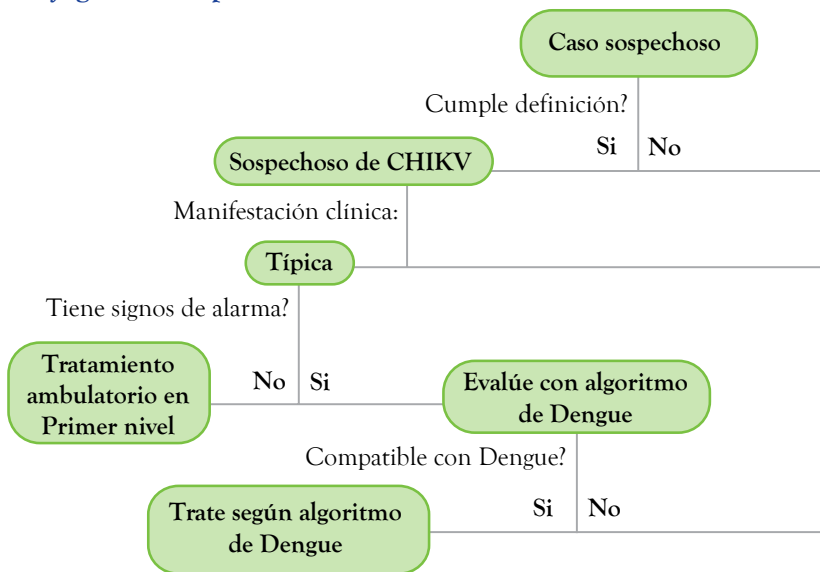 Caso sospechoso
Cumple definición?
Si No
Sospechoso de CHIKV
Manifestación clínica:
Típica
Tiene signos de alarma?
Tratamiento
ambulatorio en
Primer nivel
No Si
Evalúe con algoritmo
de Dengue
Compatible con Dengue?
Si No
Trate según algoritmo
de Dengue